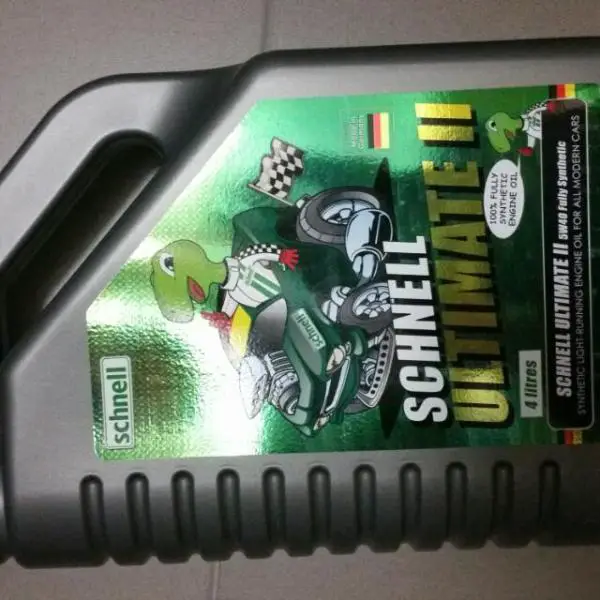 schnell
Made in
Germany
schnell
SCHNELL
ULTIMATE II
100% FULLY
SYNTHETIC
ENGINE OIL
4 litres
SCHNELL ULTIMATE II 5W40 Fully Synthetic
SYNTHETIC LIGHT-RUNNING ENGINE OIL FOR ALL MODERN CARS